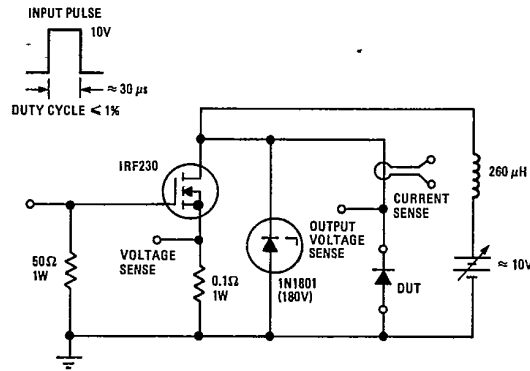 INPUT PULSE
10V
≈ 30 µs
DUTY CYCLE ≤ 1%
IRF230
VOLTAGE
SENSE
50Ω
1W
0.1Ω
1W
1N1801
(180V)
OUTPUT
VOLTAGE
SENSE
CURRENT
SENSE
DUT
260 µH
≈ 10V